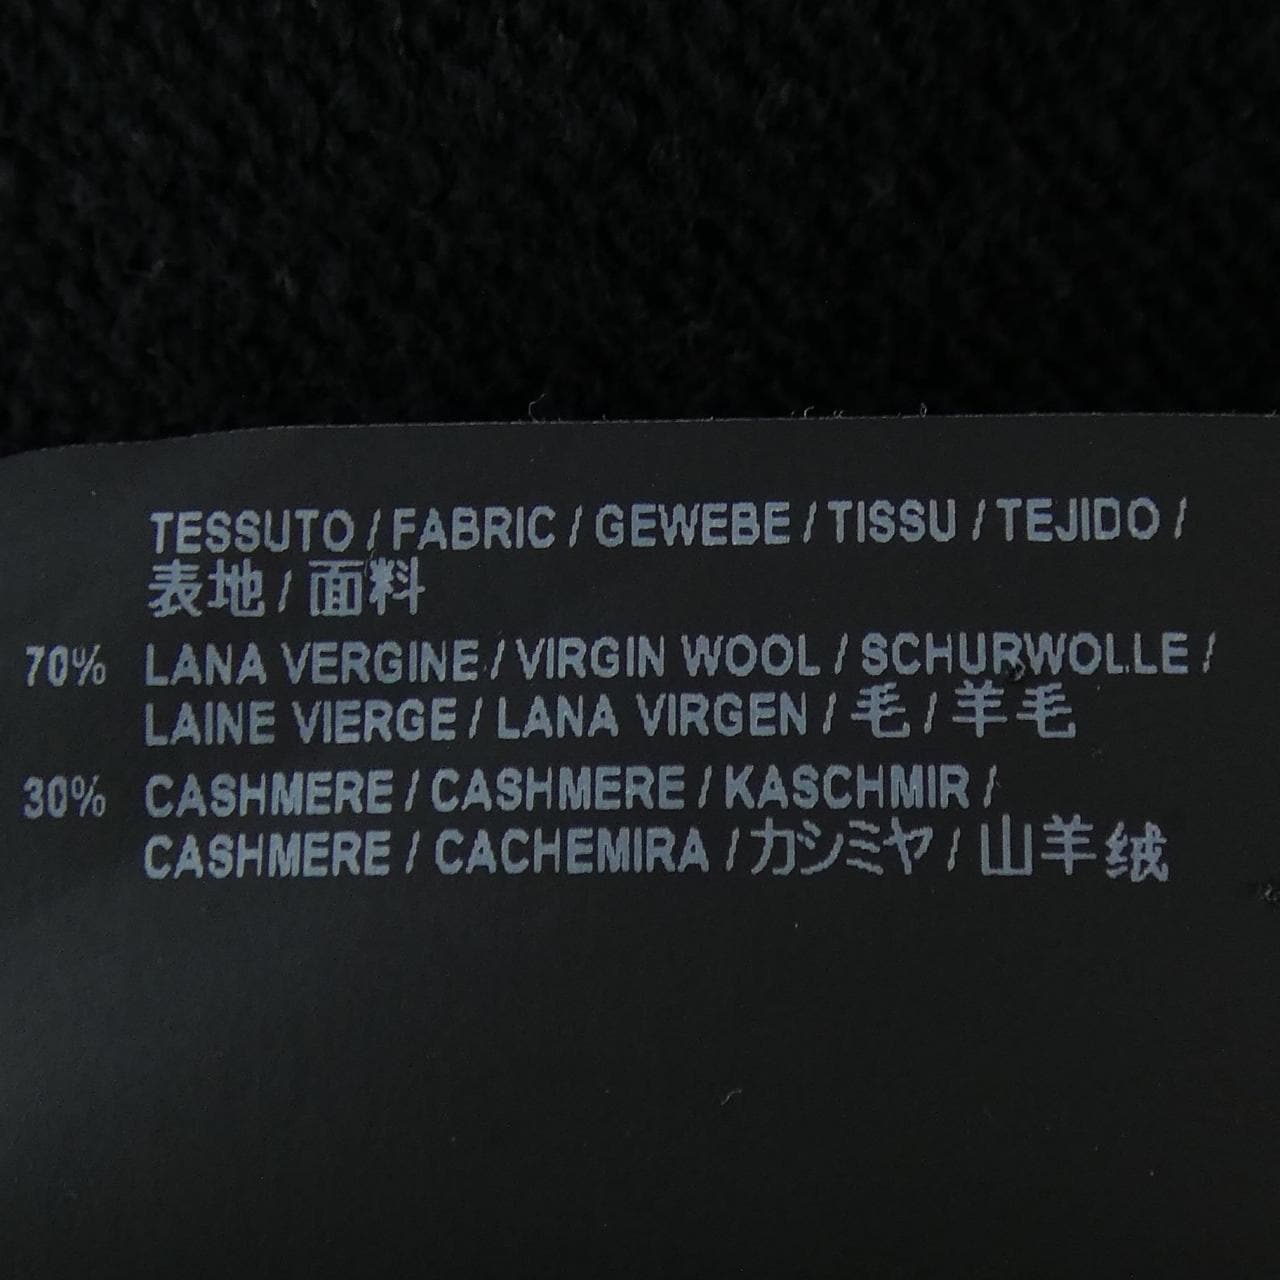 TESSUTO / FABRIC / GEWEBE / TISSU / TEJIDO /
表地 / 面料
70% LANA VERGINE / VIRGIN WOOL / SCHURWOLLE /
LAINE VIERGE / LANA VIRGEN / 毛 / 羊毛
30% CASHMERE / CASHMERE / KASCHMIR /
CASHMERE / CACHEMIRA / カシミヤ / 山羊绒